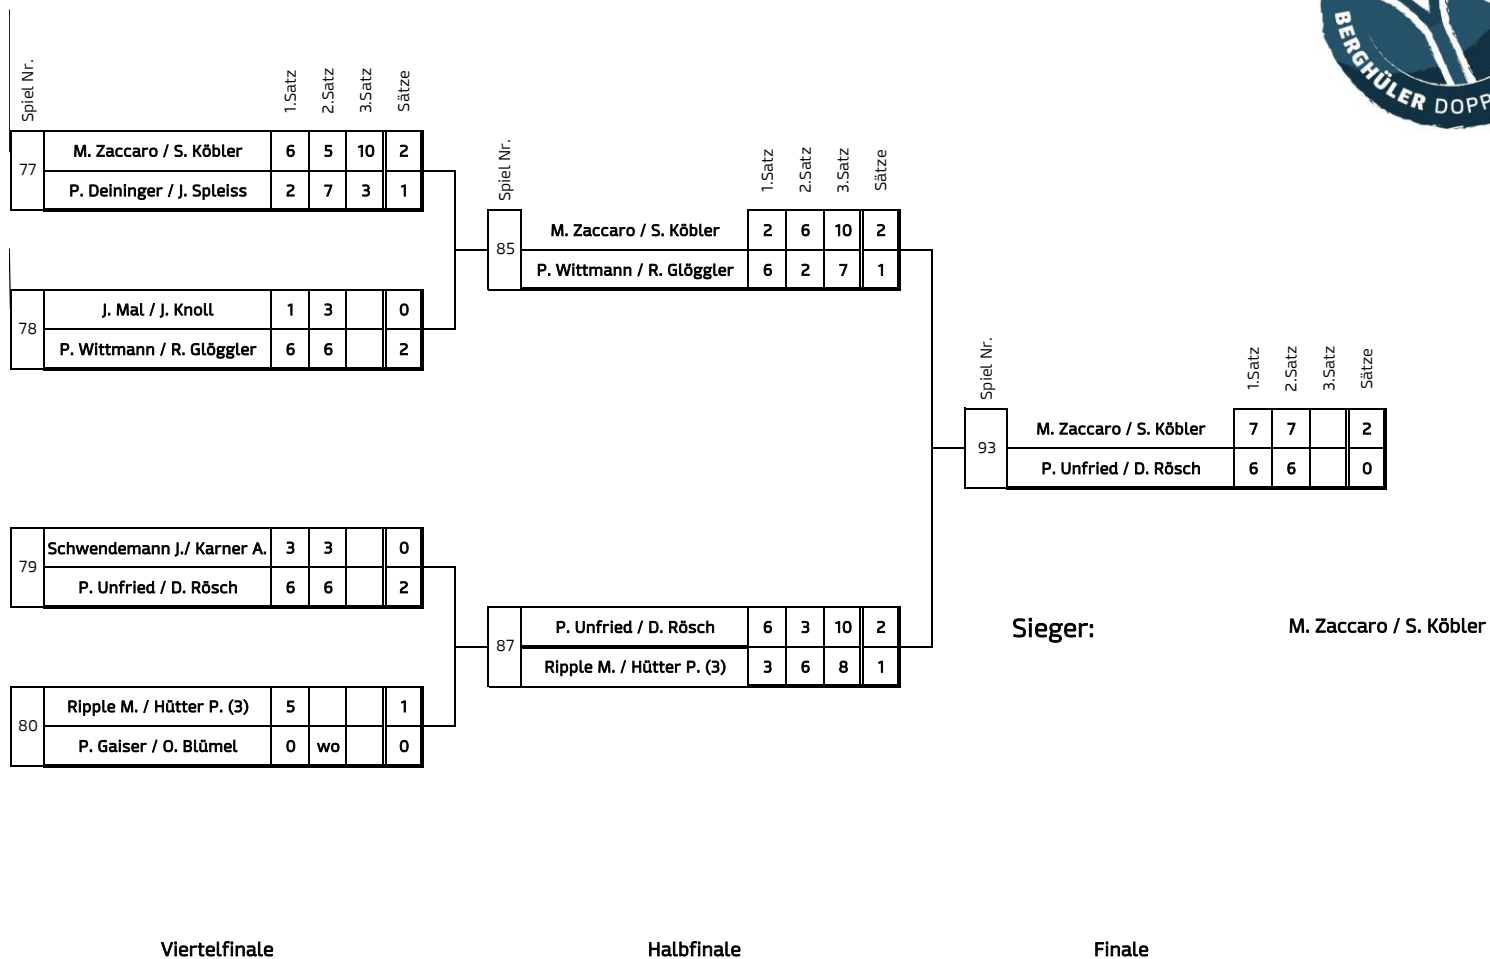 BERGHÜLER DOPP
Spiel Nr. 1.Satz 2.Satz 3.Satz Sätze
77 M. Zaccaro / S. Köbler 6 5 10 2
P. Deininger / J. Spleiss 2 7 3 1
78 J. Mal / J. Knoll 1 3 0
P. Wittmann / R. Glöggler 6 6 2
79 Schwendemann J./ Karner A. 3 3 0
P. Unfried / D. Rösch 6 6 2
80 Ripple M. / Hütter P. (3) 5 1
P. Gaiser / O. Blümel 0 wo 0
Spiel Nr. 1.Satz 2.Satz 3.Satz Sätze
85 M. Zaccaro / S. Köbler 2 6 10 2
P. Wittmann / R. Glöggler 6 2 7 1
87 P. Unfried / D. Rösch 6 3 10 2
Ripple M. / Hütter P. (3) 3 6 8 1
Spiel Nr. 1.Satz 2.Satz 3.Satz Sätze
93 M. Zaccaro / S. Köbler 7 7 2
P. Unfried / D. Rösch 6 6 0
Sieger: M. Zaccaro / S. Köbler
Viertelfinale Halbfinale Finale